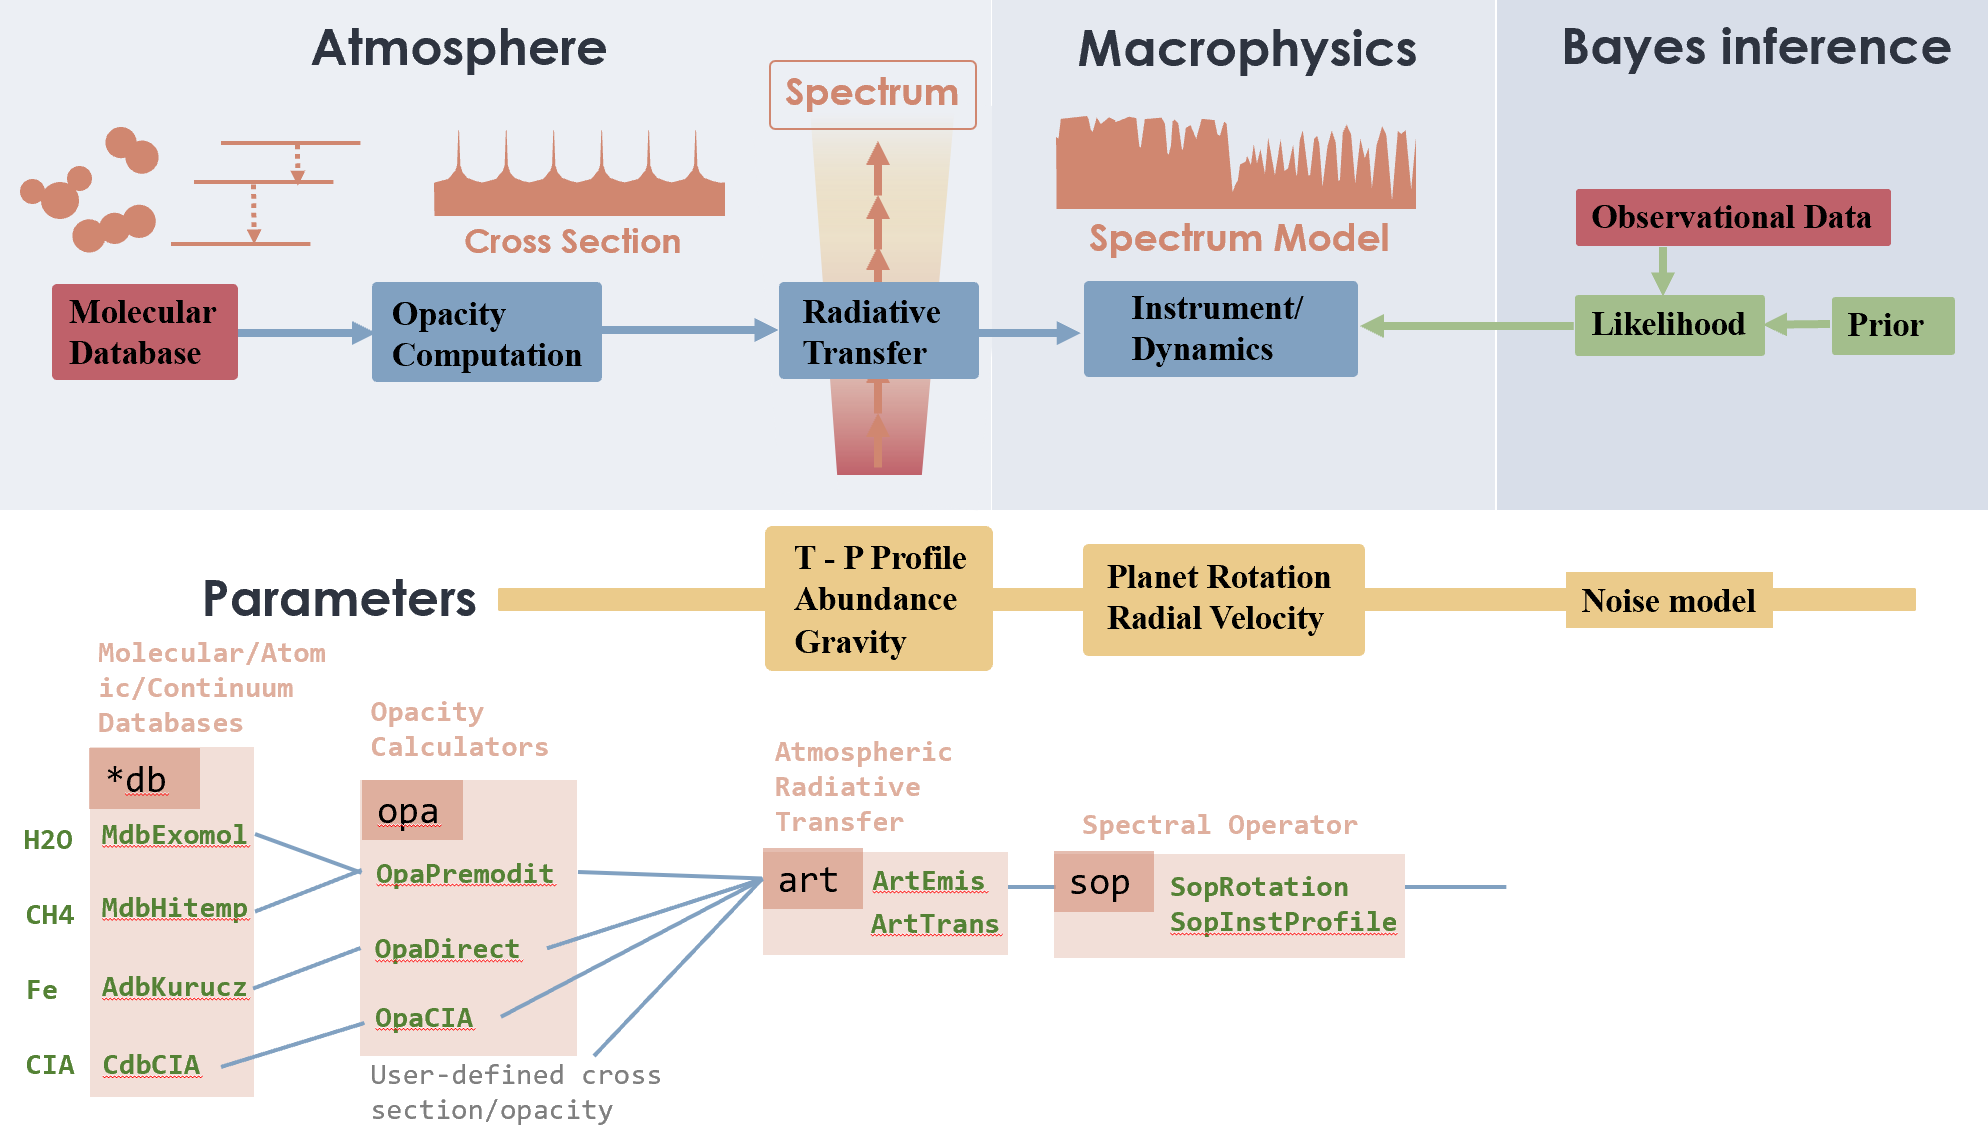 Atmosphere
Macrophysics
Bayes inference
Spectrum
Cross Section
Spectrum Model
Observational Data
Molecular
Database
Opacity
Computation
Radiative
Transfer
Instrument/
Dynamics
Likelihood
Prior
Parameters
T - P Profile
Abundance
Gravity
Planet Rotation
Radial Velocity
Noise model
Molecular/Atom
ic/Continuum
Databases
*db
H2O
MdbExomol
CH4
MdbHitemp
Fe
AdbKurucz
CIA
CdbCIA
Opacity
Calculators
opa
OpaPremodit
OpaDirect
OpaCIA
User-defined cross
section/opacity
Atmospheric
Radiative
Transfer
art
ArtEmis
ArtTrans
Spectral Operator
sop
SopRotation
SopInstProfile